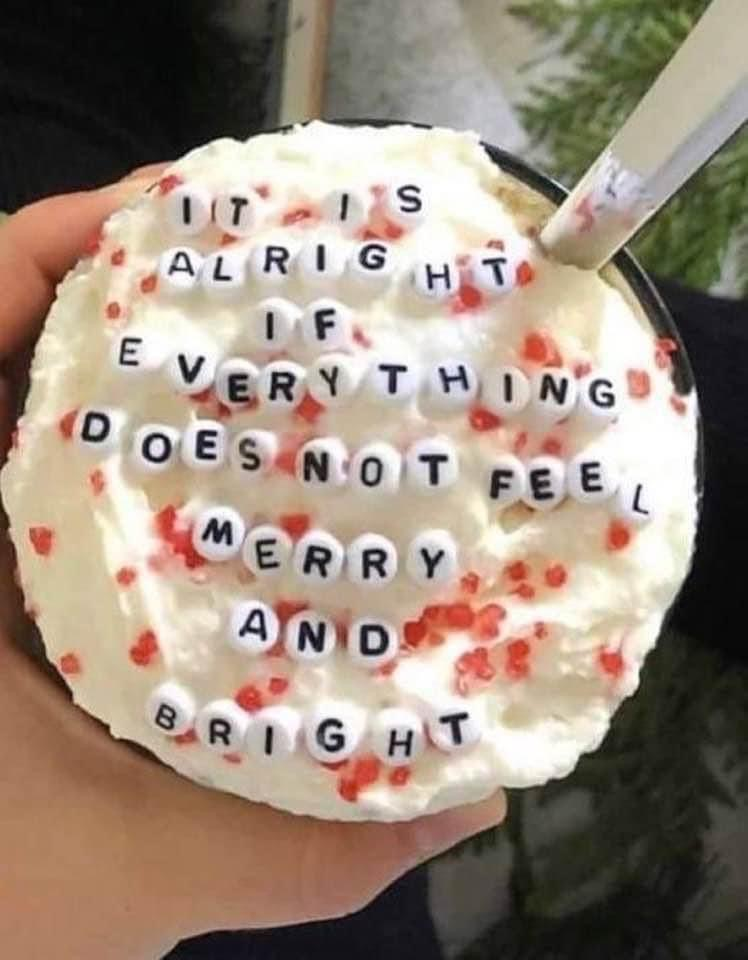 IT IS
ALRIGHT
IF
EVERYTHING
DOES NOT FEEL
MERRY
AND
BRIGHT